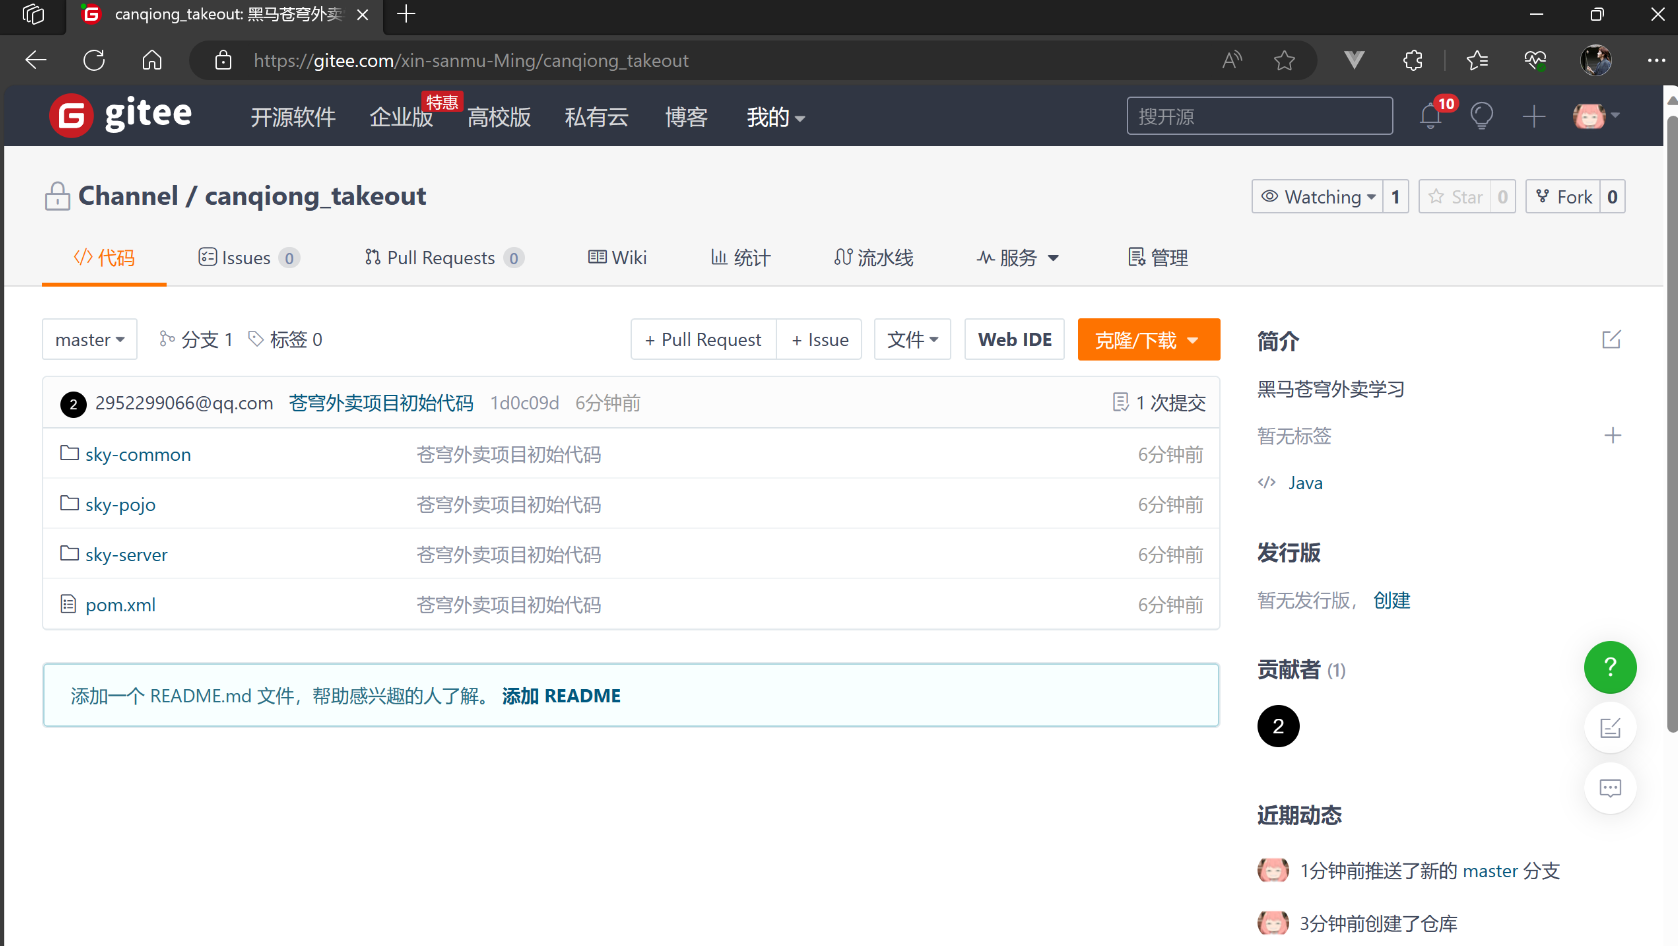 canqiong_takeout: 黑马苍穹外卖
https://gitee.com/xin-sanmu-Ming/canqiong_takeout
gitee 开源软件 企业版 特惠 高校版 私有云 博客 我的 搜开源 10
Channel / canqiong_takeout Watching 1 Star 0 Fork 0
代码 Issues 0 Pull Requests 0 Wiki 统计 流水线 服务 管理
master 分支 1 标签 0 + Pull Request + Issue 文件 Web IDE 克隆/下载
2 2952299066@qq.com 苍穹外卖项目初始代码 1d0c09d 6分钟前 1 次提交
sky-common 苍穹外卖项目初始代码 6分钟前
sky-pojo 苍穹外卖项目初始代码 6分钟前
sky-server 苍穹外卖项目初始代码 6分钟前
pom.xml 苍穹外卖项目初始代码 6分钟前
添加一个 README.md 文件，帮助感兴趣的人了解。 添加 README
简介
黑马苍穹外卖学习
暂无标签
Java
发行版
暂无发行版， 创建
贡献者 (1)
2
近期动态
1分钟前推送了新的 master 分支
3分钟前创建了仓库